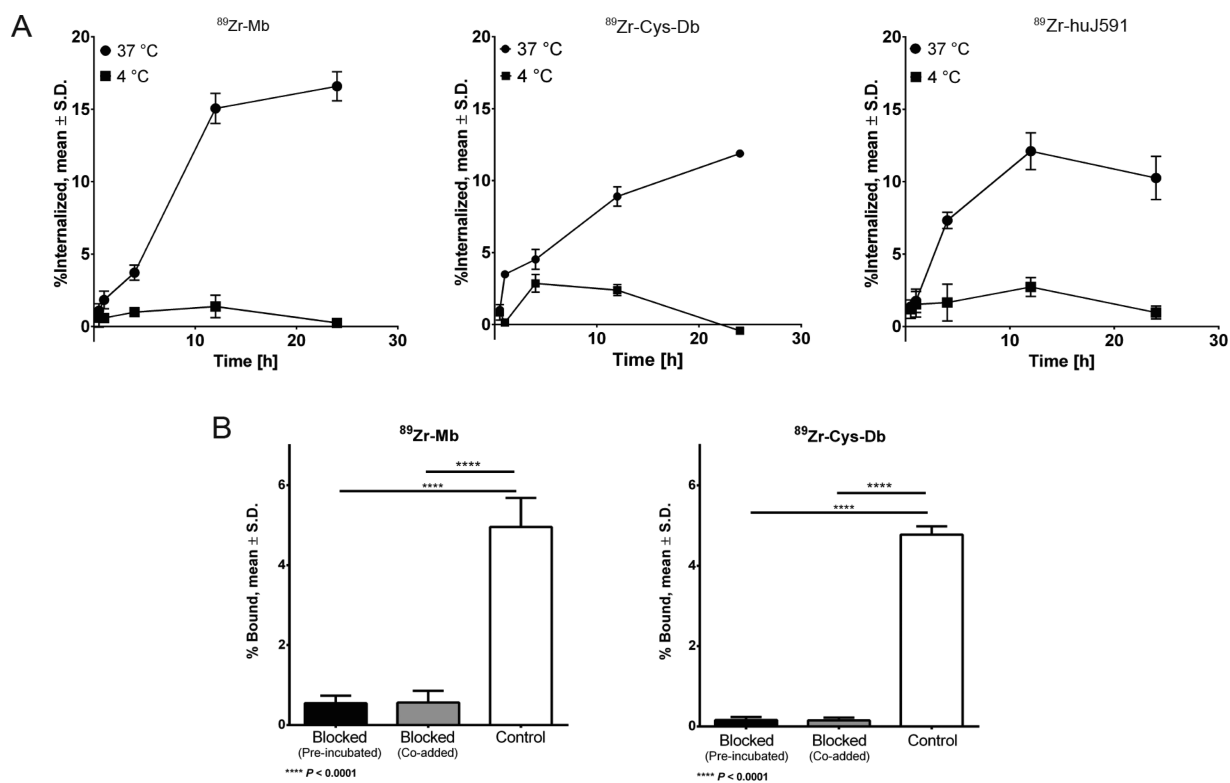 A
⁸⁹Zr-Mb
⁸⁹Zr-Cys-Db
⁸⁹Zr-huJ591
%Internalized, mean ± S.D.
20
15
10
5
0
37 °C
4 °C
0
10
20
30
Time [h]
%Internalized, mean ± S.D.
20
15
10
5
0
37 °C
4 °C
10
20
30
Time [h]
%Internalized, mean ± S.D.
20
15
10
5
0
37 °C
4 °C
0
10
20
30
Time [h]
B
⁸⁹Zr-Mb
% Bound, mean ± S.D.
6
4
2
0
****
****
Blocked
(Pre-incubated)
Blocked
(Co-added)
Control
**** P < 0.0001
⁸⁹Zr-Cys-Db
% Bound, mean ± S.D.
6
4
2
0
****
****
Blocked
(Pre-incubated)
Blocked
(Co-added)
Control
**** P < 0.0001